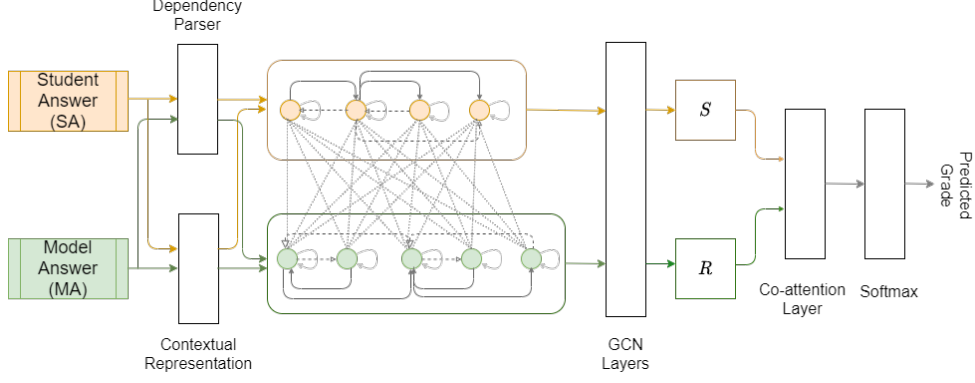 Dependency
Parser
Student
Answer
(SA)
S
Predicted
Grade
Model
Answer
(MA)
R
Co-attention
Layer
Softmax
Contextual
Representation
GCN
Layers